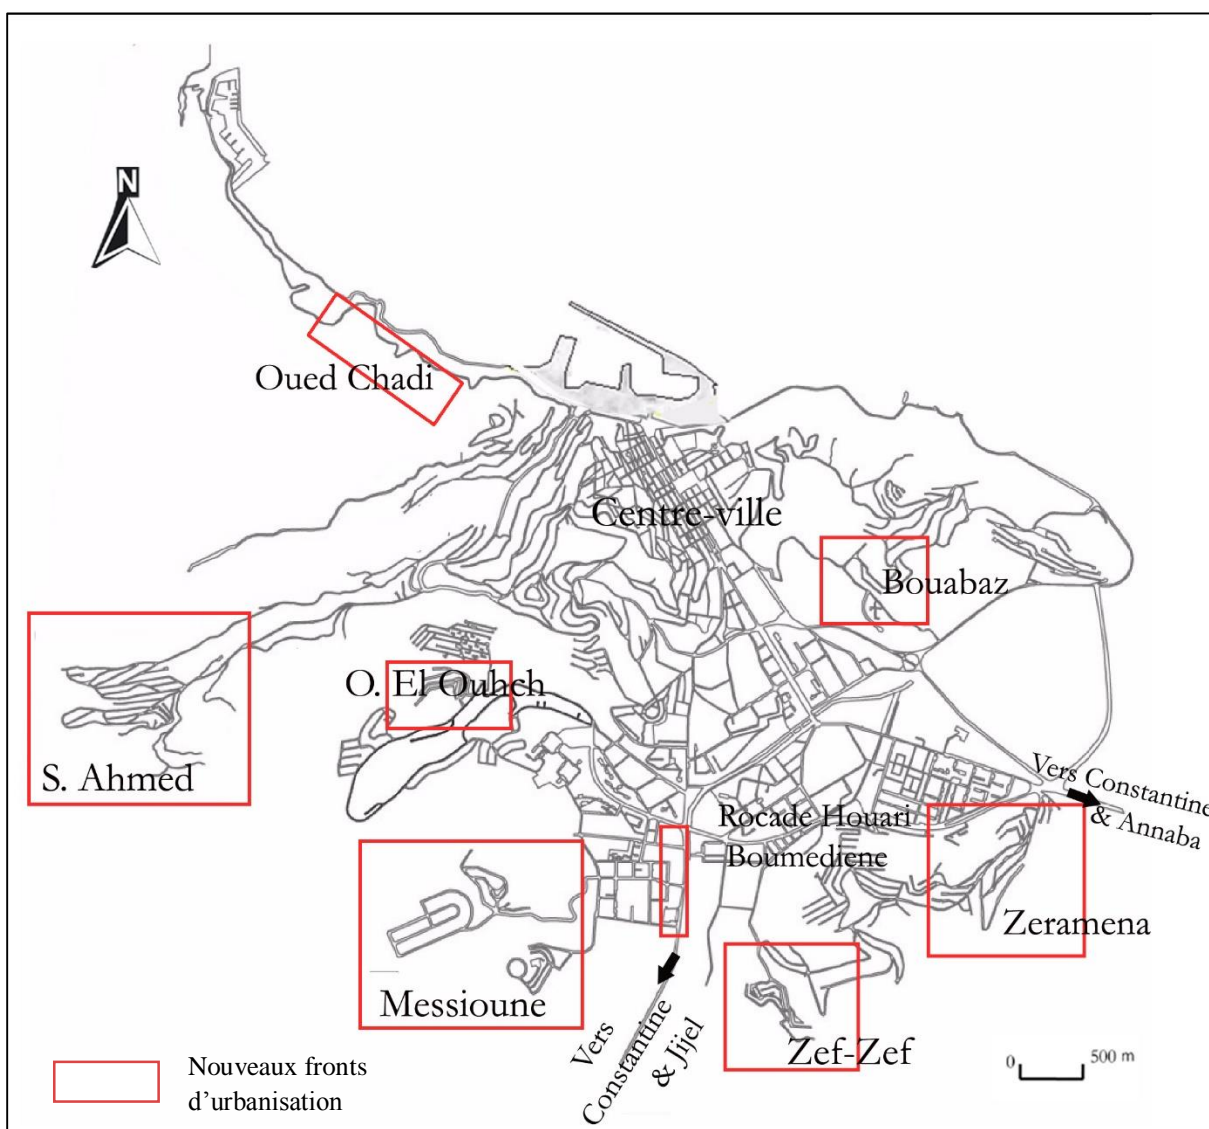 N
Oued Chadi
Centre-ville
Bouabaz
O. El Ouhch
S. Ahmed
Vers Constantine
& Annaba
Rocade Houari
Boumediene
Zeramena
Messioune
Vers
Constantine
& Jijel
Zef-Zef
0 500 m
Nouveaux fronts
d’urbanisation